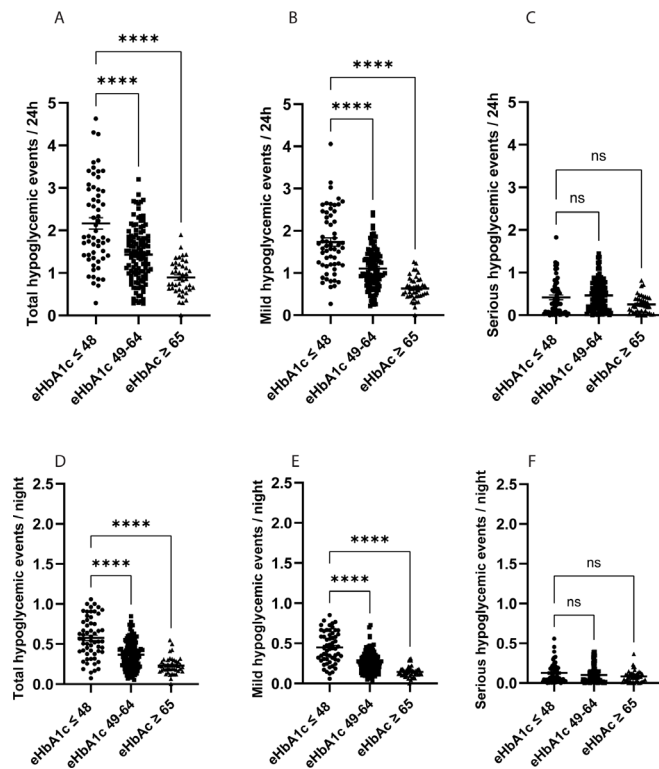 A
B
C
****
****
****
****
ns
ns
Total hypoglycemic events / 24h
5
4
3
2
1
0
eHbA1c ≤ 48
eHbA1c 49-64
eHbAc ≥ 65
Mild hypoglycemic events / 24h
5
4
3
2
1
0
eHbA1c ≤ 48
eHbA1c 49-64
eHbAc ≥ 65
Serious hypoglycemic events / 24h
5
4
3
2
1
0
eHbA1c ≤ 48
eHbA1c 49-64
eHbAc ≥ 65
D
E
F
****
****
****
****
ns
ns
Total hypoglycemic events / night
2.5
2.0
1.5
1.0
0.5
0.0
eHbA1c ≤ 48
eHbA1c 49-64
eHbAc ≥ 65
Mild hypoglycemic events / night
2.5
2.0
1.5
1.0
0.5
0.0
eHbA1c ≤ 48
eHbA1c 49-64
eHbAc ≥ 65
Serious hypoglycemic events / night
2.5
2.0
1.5
1.0
0.5
0.0
eHbA1c ≤ 48
eHbA1c 49-64
eHbAc ≥ 65